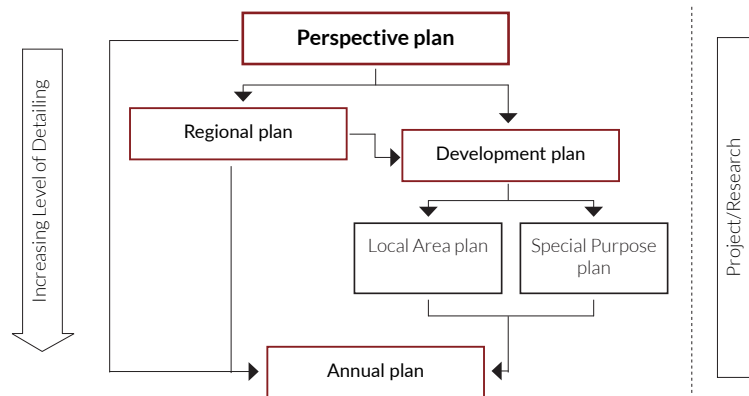 Perspective plan
Increasing Level of Detailing
Regional plan
Development plan
Project/Research
Local Area plan
Special Purpose
plan
Annual plan